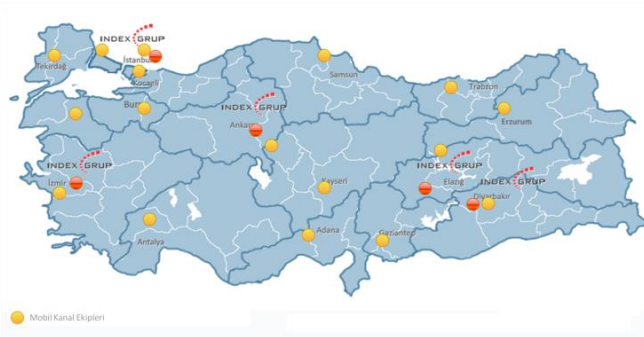 INDEX GRUP
Tekirdağ
İstanbul
Kocaeli
Samsun
Trabzon
Bursa
INDEX GRUP
Ankara
Erzurum
INDEX GRUP
İzmir
INDEX GRUP
Elazığ
INDEX GRUP
Kayseri
Diyarbakır
Antalya
Adana
Gaziantep
Mobil Kanal Ekipleri